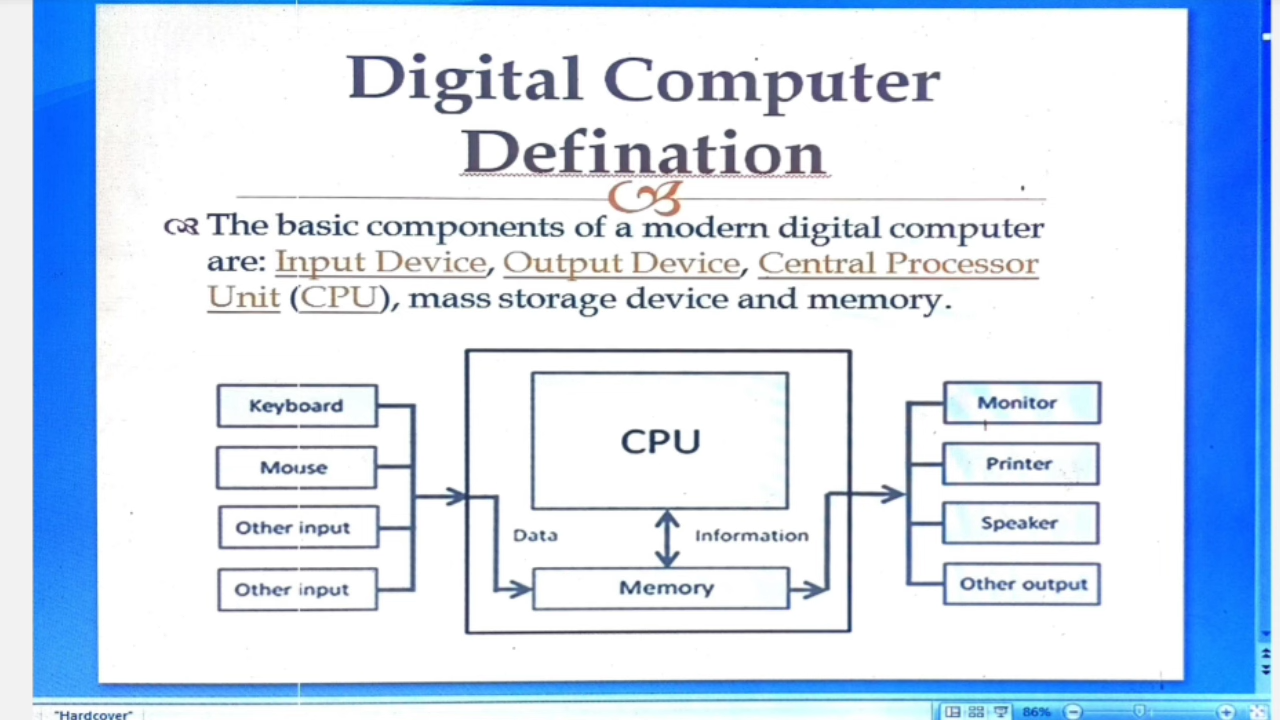 Digital Computer
Defination
The basic components of a modern digital computer
are: Input Device, Output Device, Central Processor
Unit (CPU), mass storage device and memory.
Keyboard
Mouse
Other input
Other input
CPU
Data
Information
Memory
Monitor
Printer
Speaker
Other output
"Hardcover"
86%